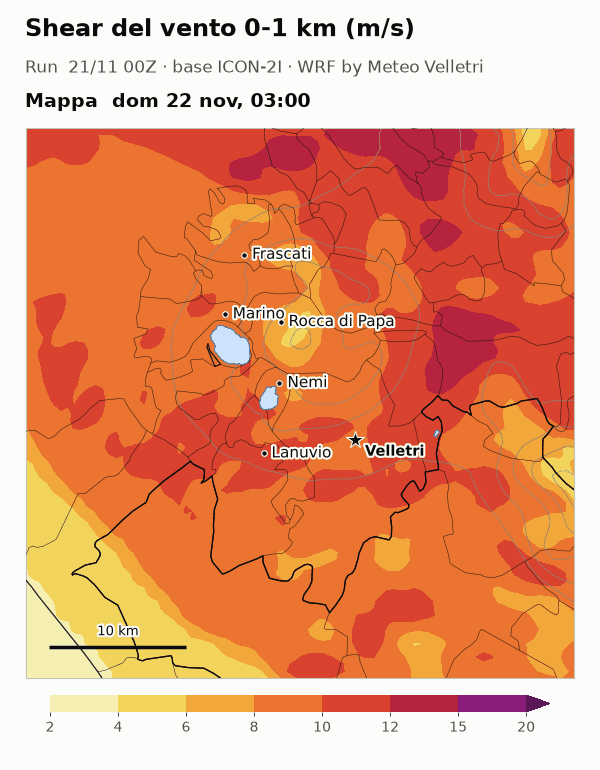 Shear del vento 0-1 km (m/s)
Run  21/11 00Z · base ICON-2I · WRF by Meteo Velletri
Mappa  dom 22 nov, 03:00
Frascati
Marino
Rocca di Papa
Nemi
Velletri
Lanuvio
10 km
2 4 6 8 10 12 15 20